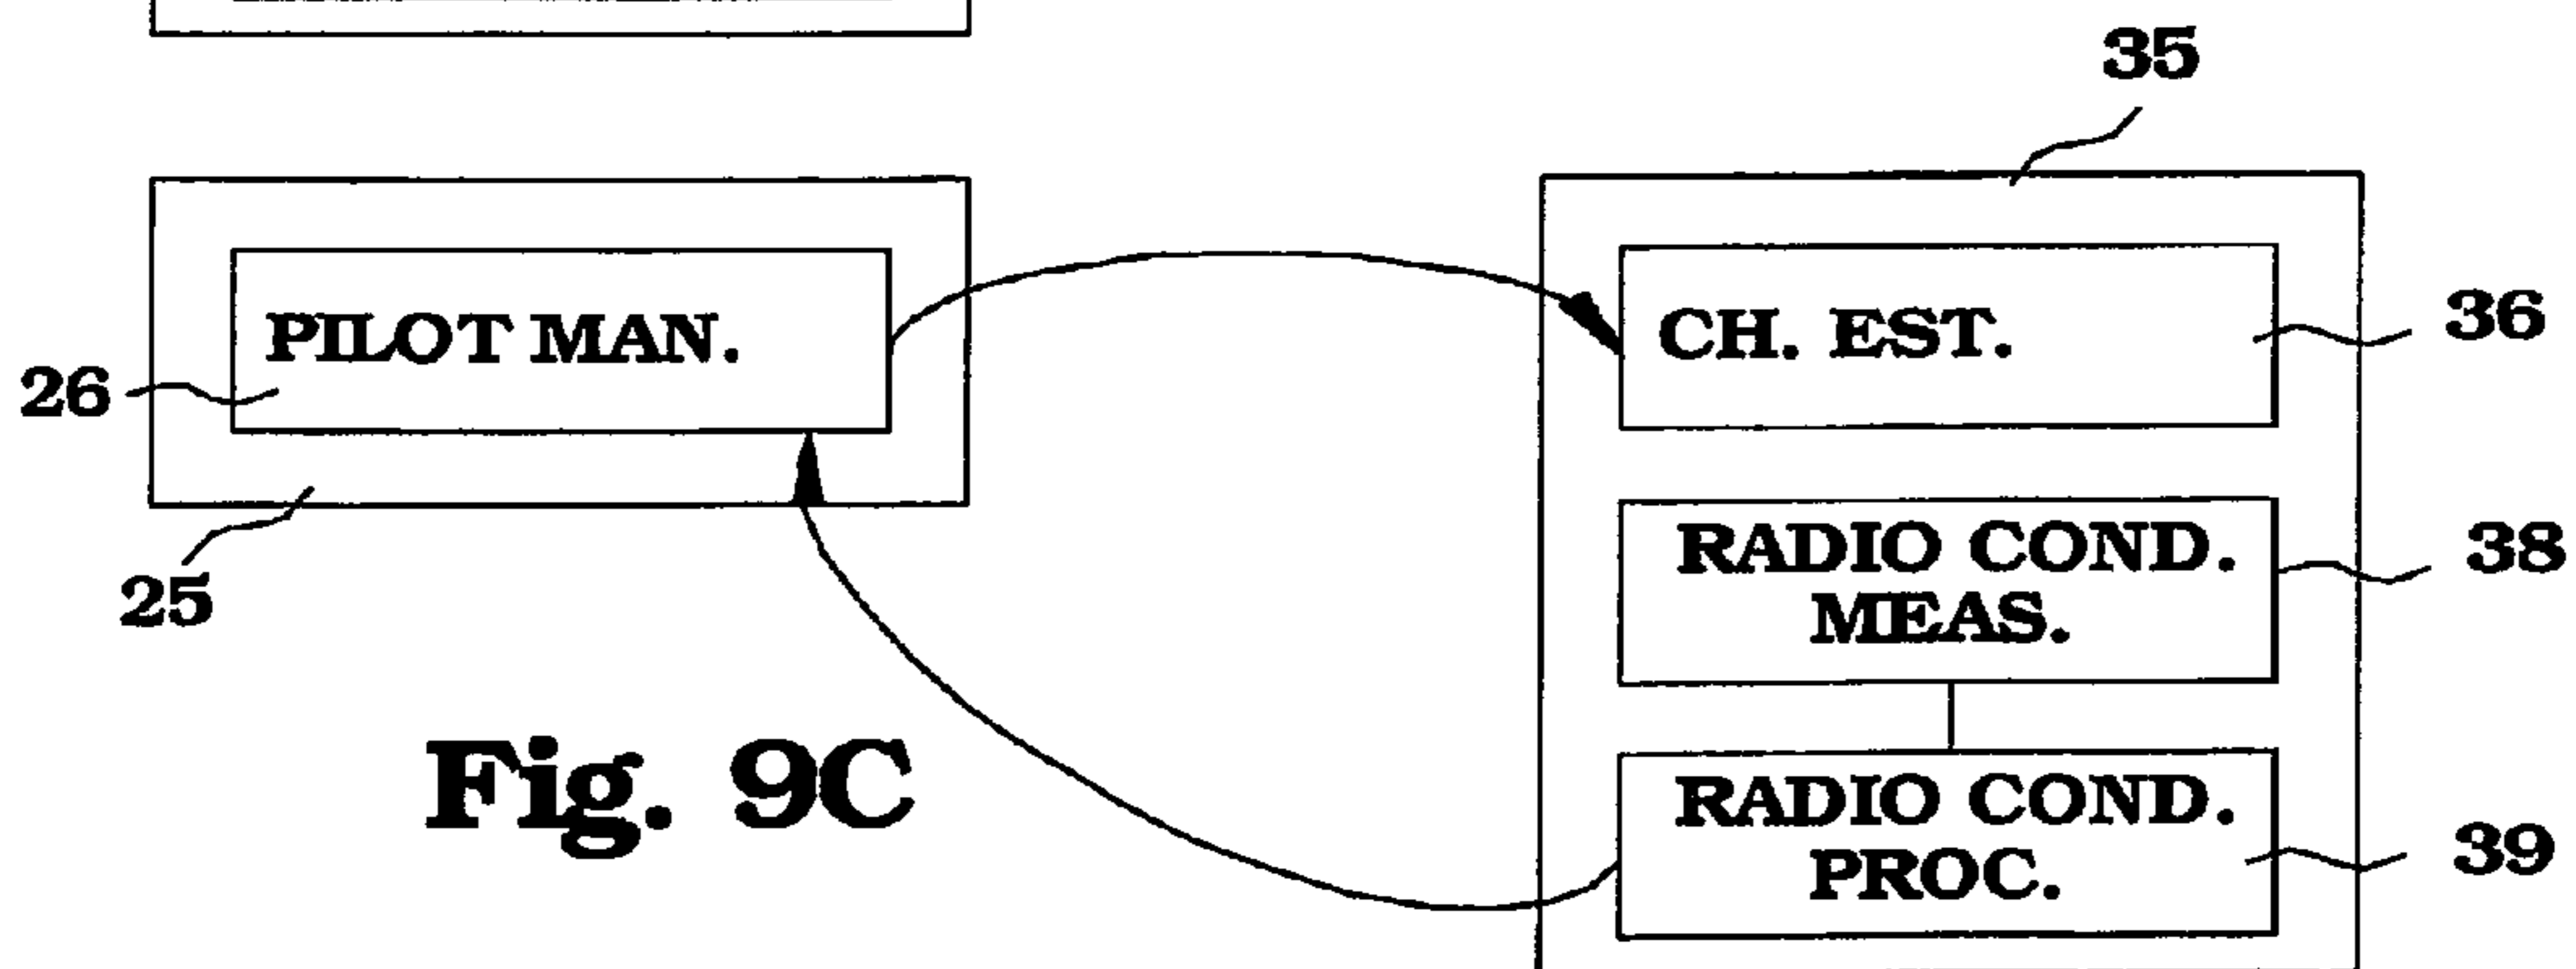 35
PILOT MAN.
26
25
CH. EST.
36
RADIO COND.
MEAS.
38
RADIO COND.
PROC.
39
Fig. 9C